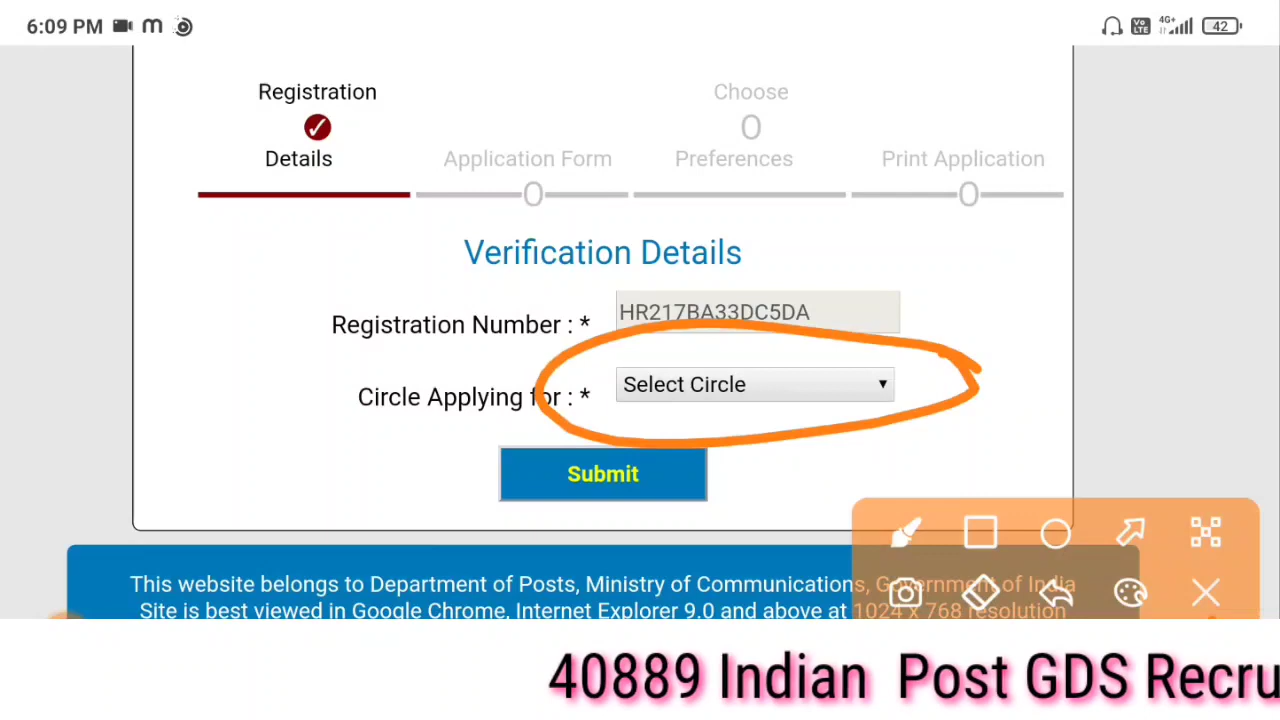 6:09 PM m Vo LTE 4G+ 42
Registration Choose
Details Application Form Preferences Print Application
Verification Details
Registration Number : * HR217BA33DC5DA
Circle Applying for : * Select Circle
Submit
This website belongs to Department of Posts, Ministry of Communications, Government of India
Site is best viewed in Google Chrome, Internet Explorer 9.0 and above at 1024 x 768 resolution
40889 Indian Post GDS Recru